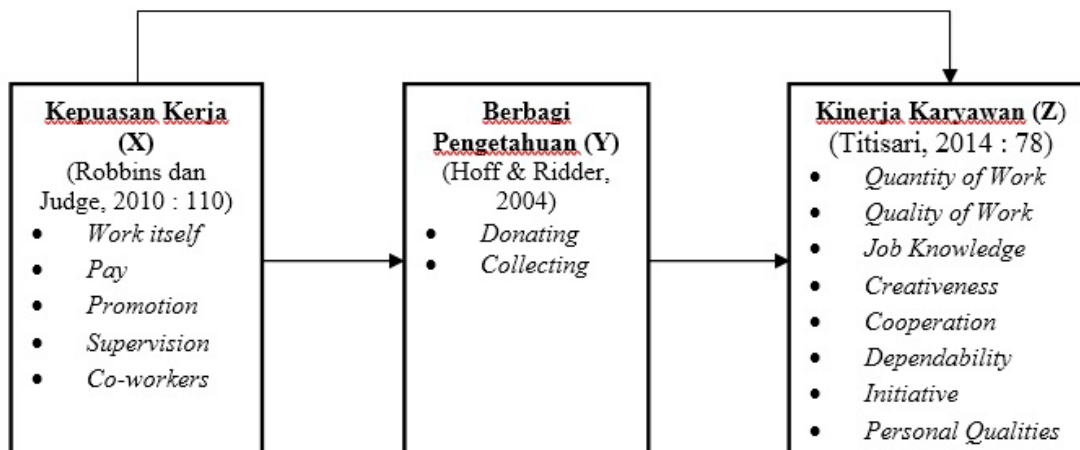 Kepuasan Kerja
(X)
(Robbins dan
Judge, 2010 : 110)
• Work itself
• Pay
• Promotion
• Supervision
• Co-workers
Berbagi
Pengetahuan (Y)
(Hoff & Ridder,
2004)
• Donating
• Collecting
Kinerja Karyawan (Z)
(Titisari, 2014 : 78)
• Quantity of Work
• Quality of Work
• Job Knowledge
• Creativeness
• Cooperation
• Dependability
• Initiative
• Personal Qualities